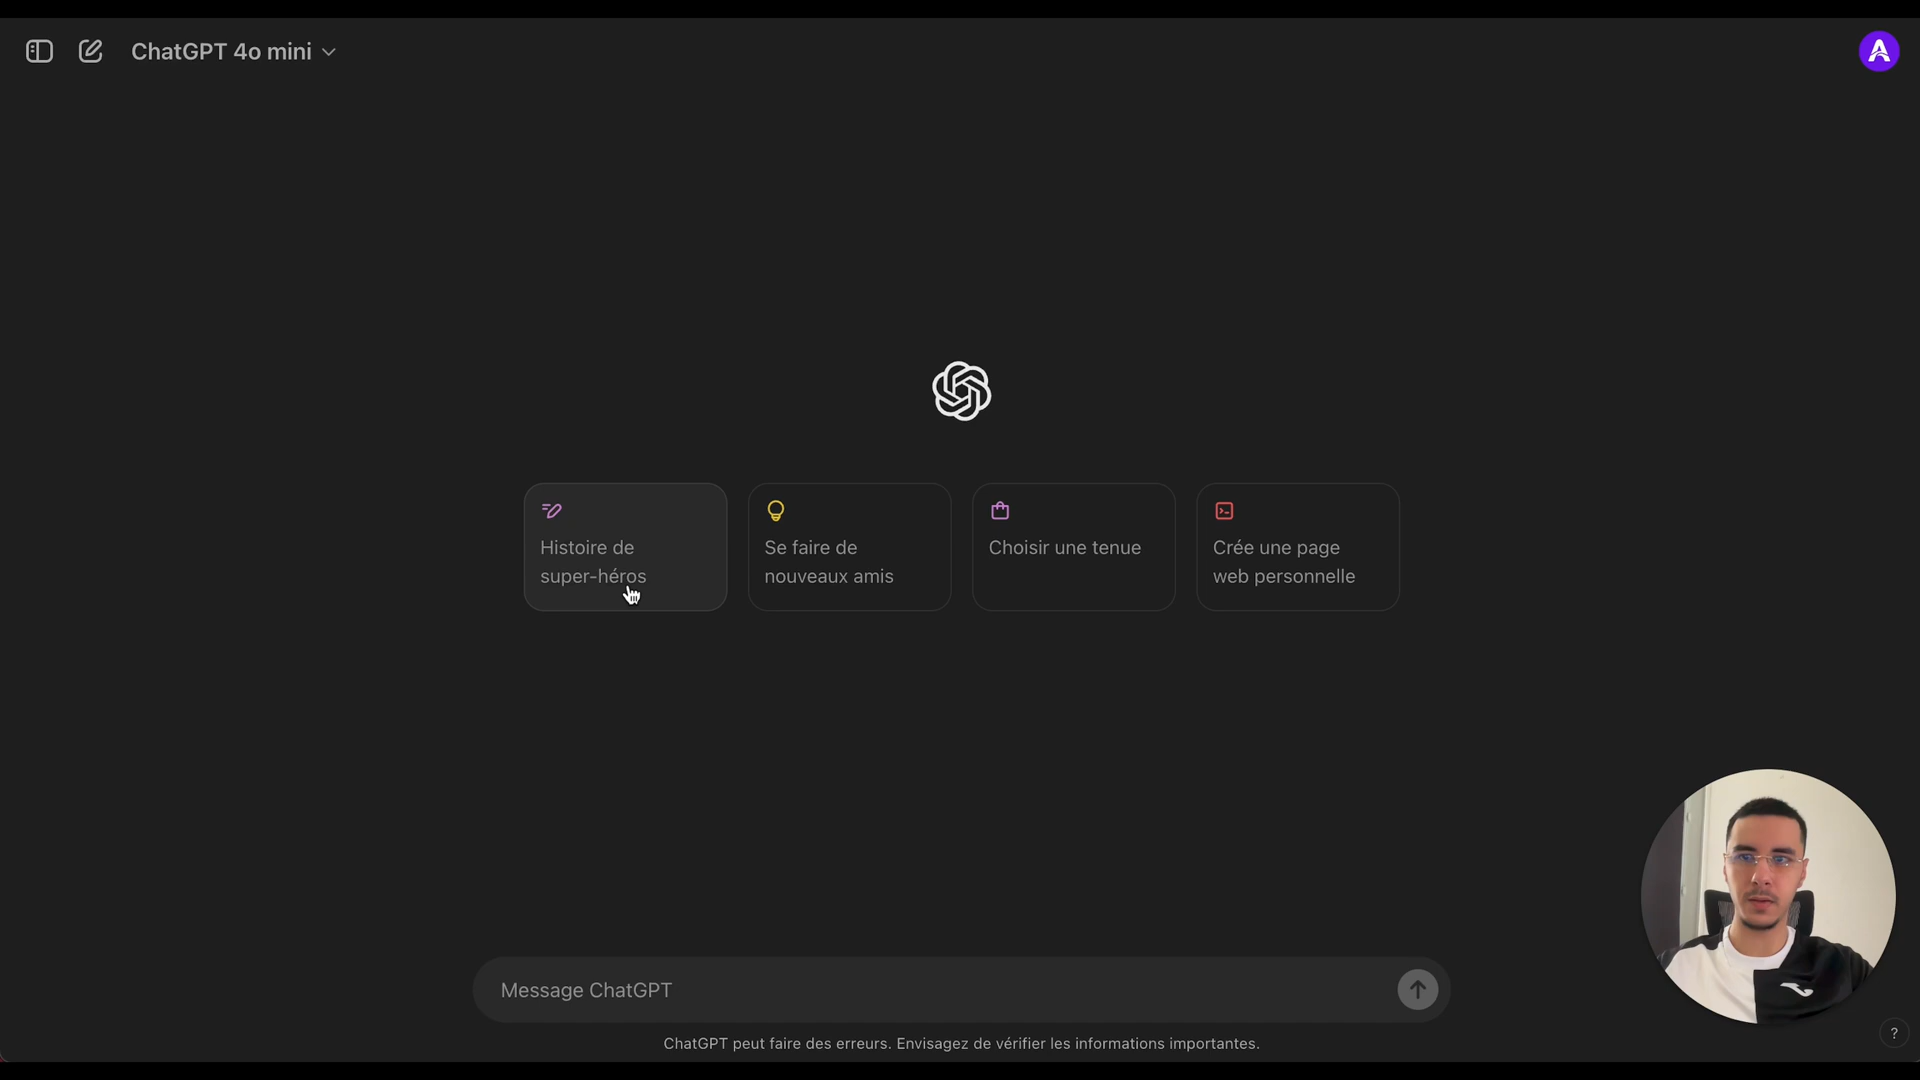 ChatGPT 4o mini
A
Histoire de
super-héros
Se faire de
nouveaux amis
Choisir une tenue
Crée une page
web personnelle
Message ChatGPT
ChatGPT peut faire des erreurs. Envisagez de vérifier les informations importantes.
?